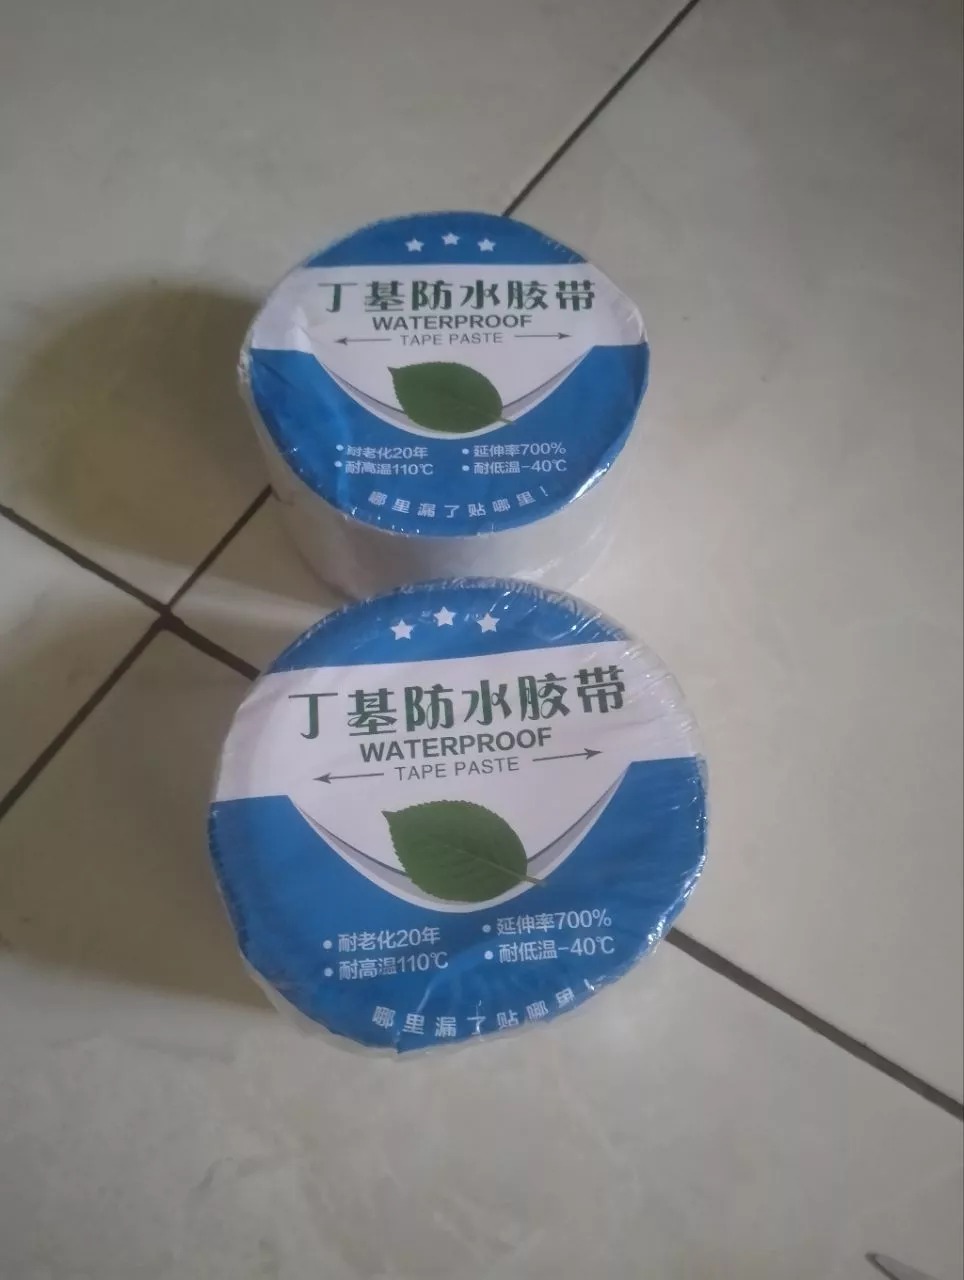 丁基防水胶带
WATERPROOF
TAPE PASTE
•耐老化20年 •延伸率700%
•耐高温110℃ •耐低温-40℃
哪里漏了贴哪里!
丁基防水胶带
WATERPROOF
TAPE PASTE
•耐老化20年 •延伸率700%
•耐高温110℃ •耐低温-40℃
哪里漏了贴哪里!